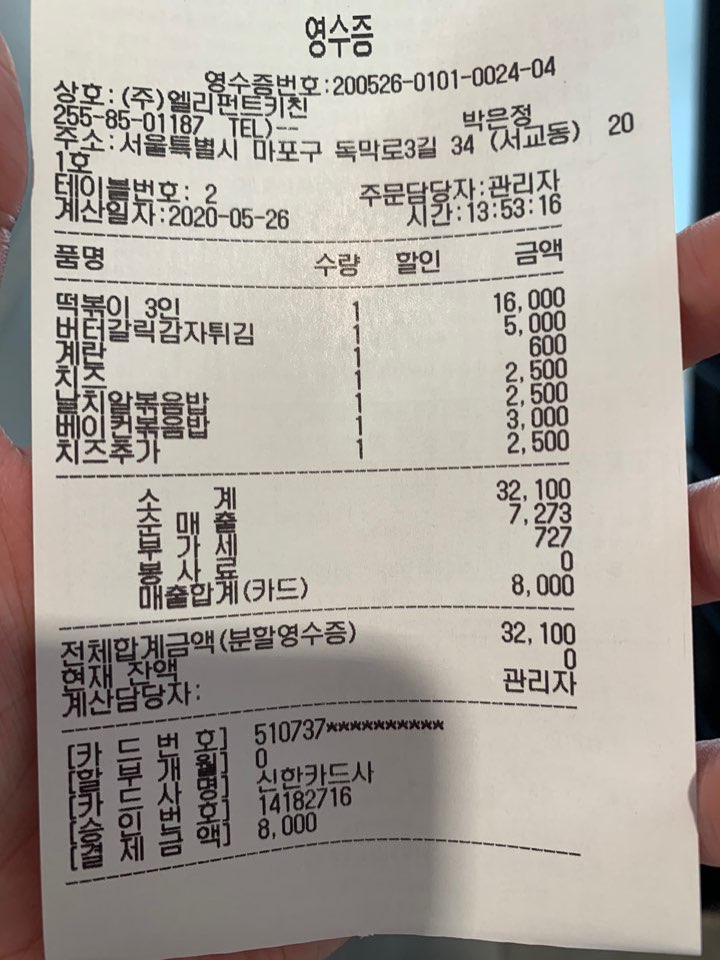 영수증
영수증번호:200526-0101-0024-04
상호:(주)엘리펀트키친
255-85-01187 TEL)-- 박은정
주소:서울특별시 마포구 독막로3길 34 (서교동) 20
1호
테이블번호: 2 주문담당자:관리자
계산일자:2020-05-26 시간:13:53:16
품명 수량 할인 금액
떡볶이 3인 1 16,000
버터갈릭감자튀김 1 5,000
계란 1 600
치즈 1 2,500
날치알볶음밥 1 2,500
베이컨볶음밥 1 3,000
치즈추가 1 2,500
소 계 32,100
순 매 출 7,273
부 가 세 727
봉 사 료 0
매출합계(카드) 8,000
전체합계금액(분할영수증) 32,100
현재 잔액 0
계산담당자: 관리자
[카 드 번 호] 510737**********
[할 부 개 월] 0
[카 드 사 명] 신한카드사
[승 인 번 호] 14182716
[결 제 금 액] 8,000